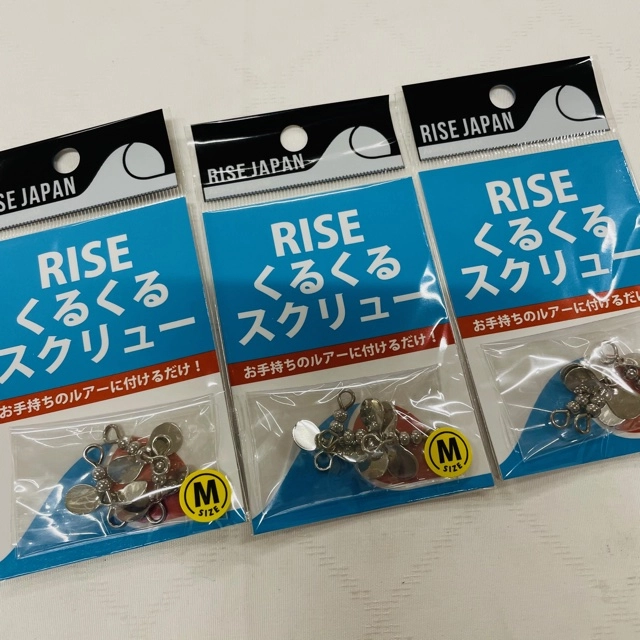 SE JAPAN
RISE
くるくる
スクリュー
お手持ちのルアーに付けるだけ！
M
SIZE
RISE JAPAN
RISE
くるくる
スクリュー
お手持ちのルアーに付けるだけ！
M
SIZE
RISE JAPAN
RISE
くるくる
スクリュー
お手持ちのルアーに付けるだけ